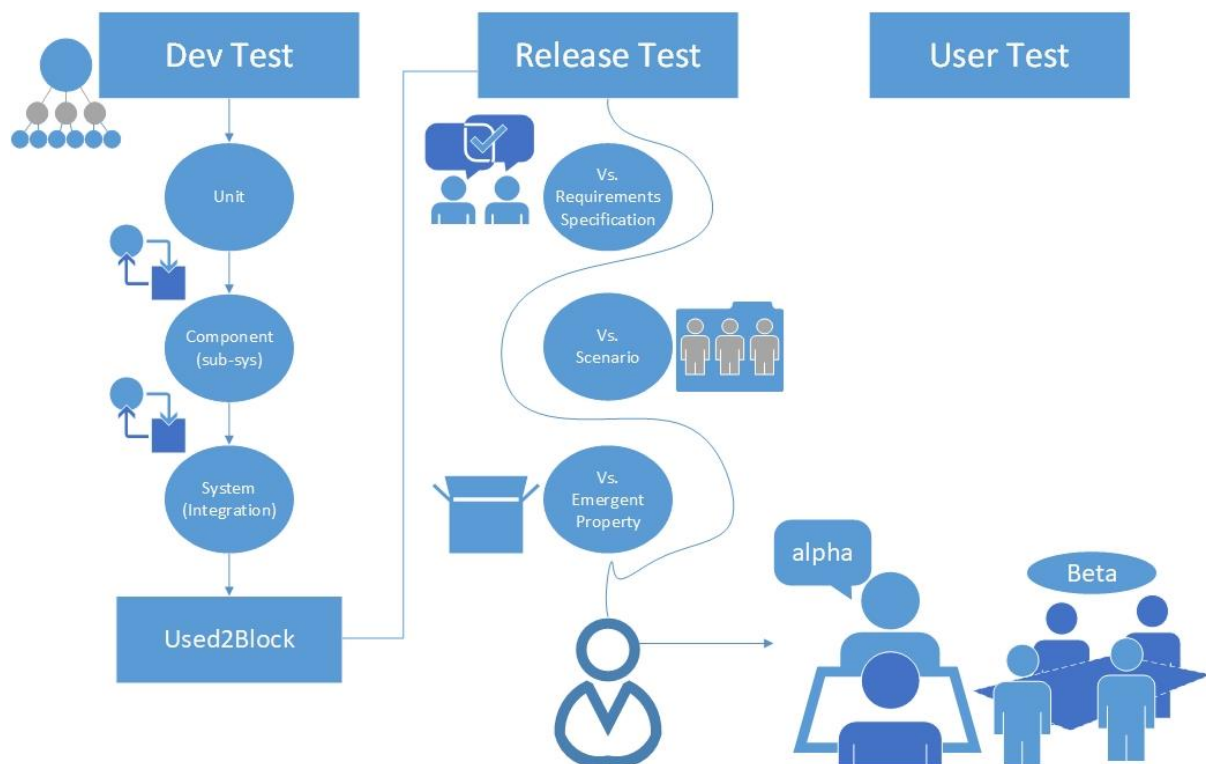 Dev Test
Release Test
User Test
Unit
Component
(sub-sys)
System
(Integration)
Used2Block
Vs.
Requirements
Specification
Vs.
Scenario
Vs.
Emergent
Property
alpha
Beta